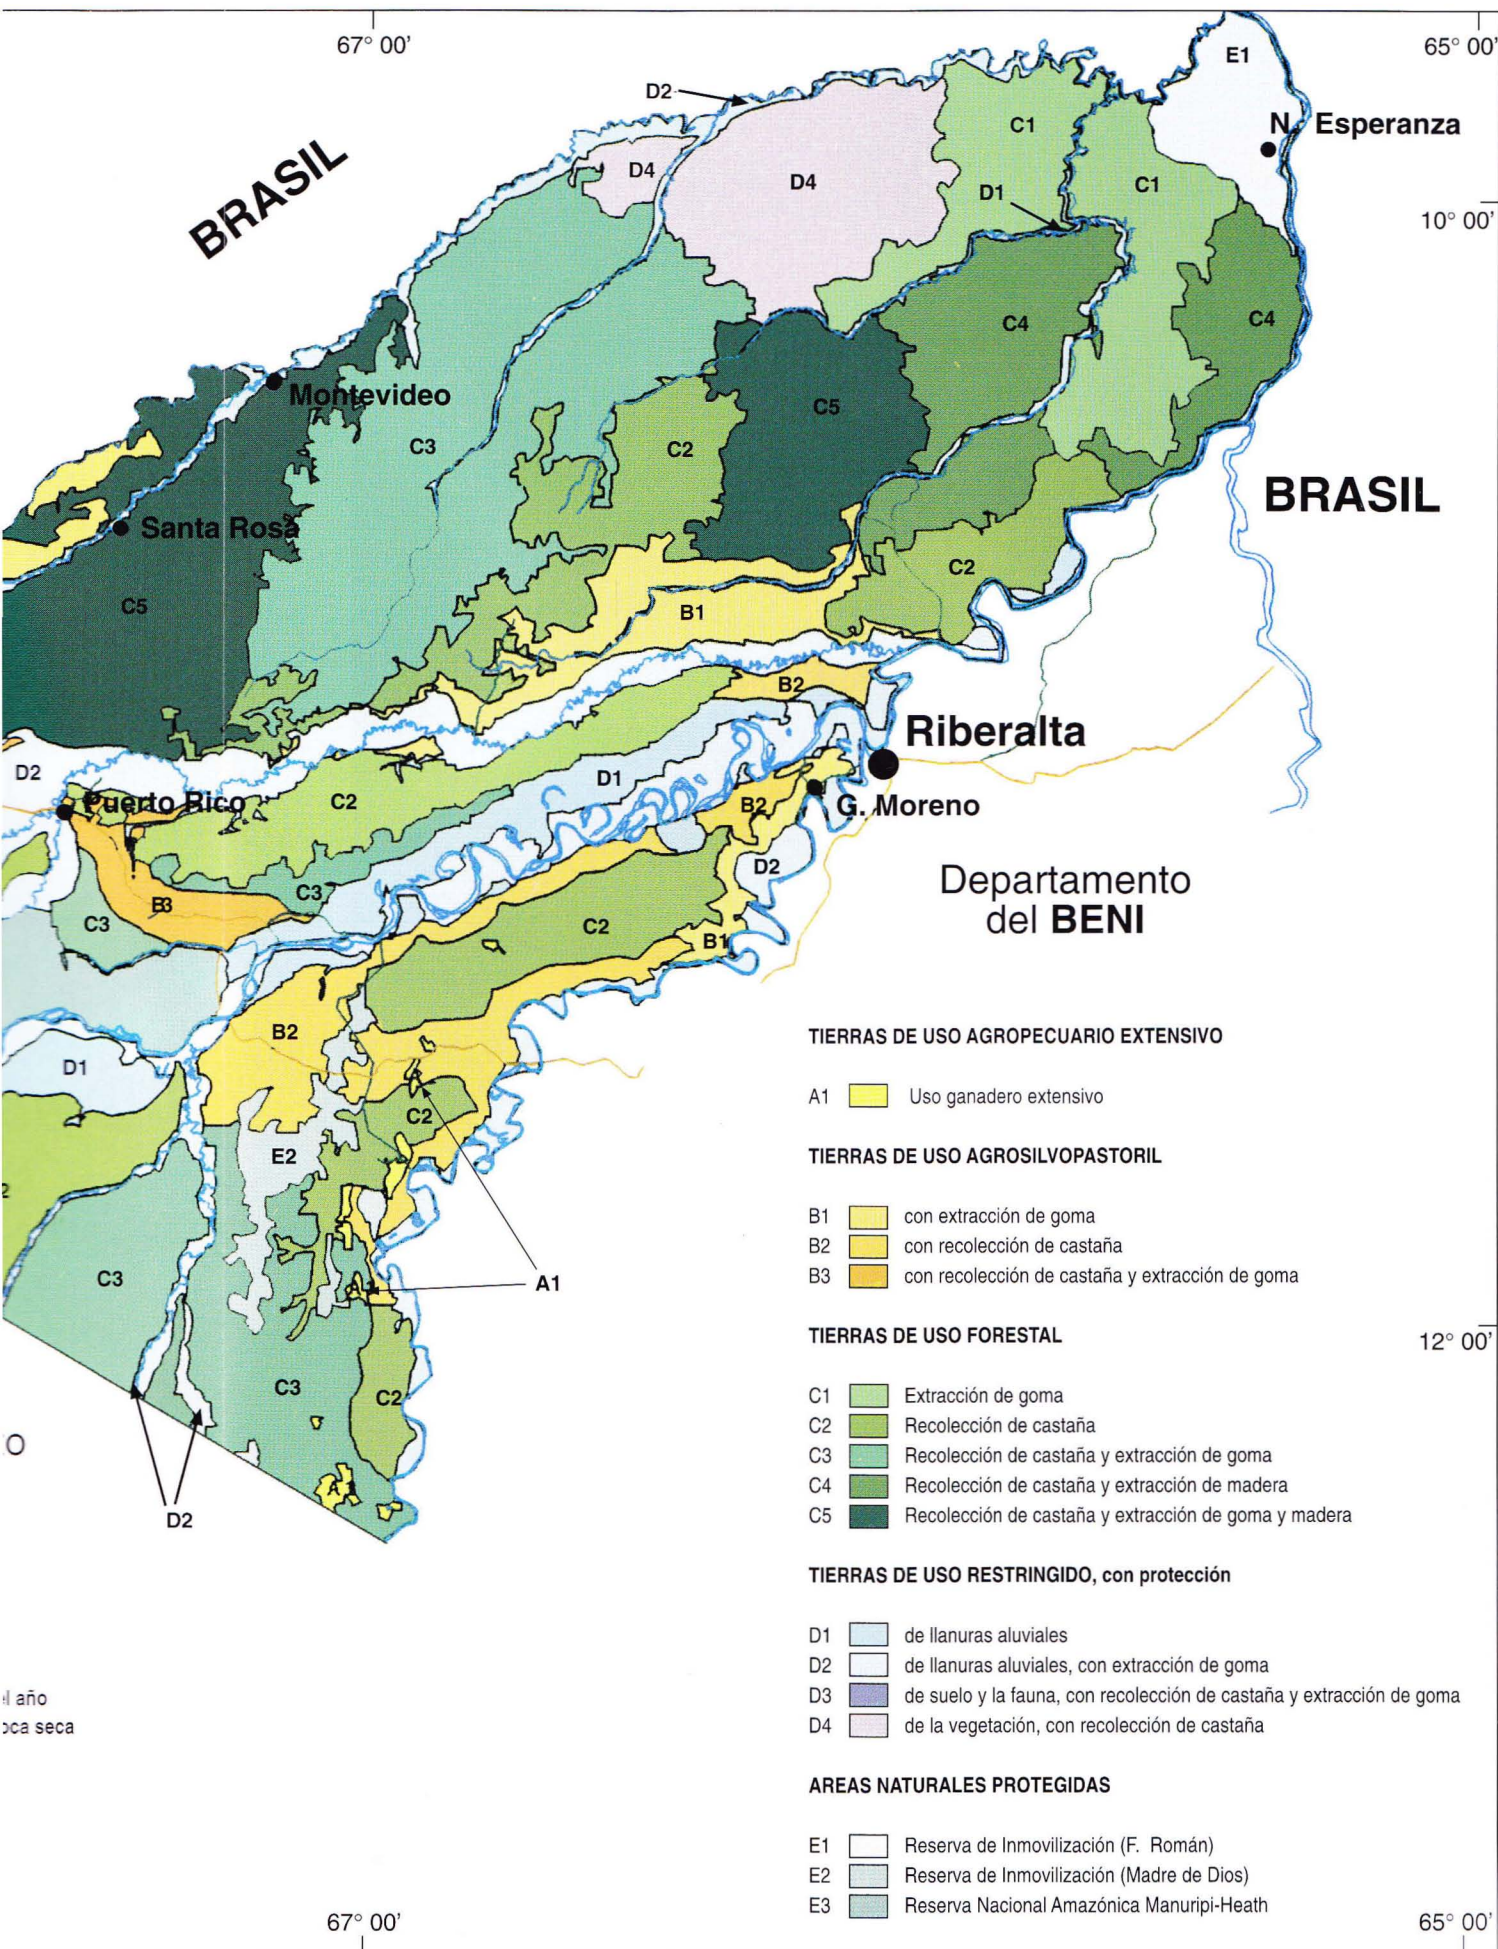 67° 00'
65° 00'
E1
D2
BRASIL
C1
N. Esperanza
D4
D4
D1
C1
10° 00'
C4
C4
Montevideo
C5
C3
C2
BRASIL
Santa Rosa
C2
C5
B1
B2
Riberalta
D2
D1
Puerto Rico
C2
B2
G. Moreno
D2
C3
B3
C3
C2
B1
Departamento
del BENI
B2
D1
C2
E2
C3
A1
A1
C3
C2
A1
D2
TIERRAS DE USO AGROPECUARIO EXTENSIVO
A1 Uso ganadero extensivo
TIERRAS DE USO AGROSILVOPASTORIL
B1 con extracción de goma
B2 con recolección de castaña
B3 con recolección de castaña y extracción de goma
TIERRAS DE USO FORESTAL
12° 00'
C1 Extracción de goma
C2 Recolección de castaña
C3 Recolección de castaña y extracción de goma
C4 Recolección de castaña y extracción de madera
C5 Recolección de castaña y extracción de goma y madera
TIERRAS DE USO RESTRINGIDO, con protección
D1 de llanuras aluviales
D2 de llanuras aluviales, con extracción de goma
D3 de suelo y la fauna, con recolección de castaña y extracción de goma
D4 de la vegetación, con recolección de castaña
año
seca
AREAS NATURALES PROTEGIDAS
E1 Reserva de Inmovilización (F. Román)
E2 Reserva de Inmovilización (Madre de Dios)
E3 Reserva Nacional Amazónica Manuripi-Heath
67° 00'
65° 00'